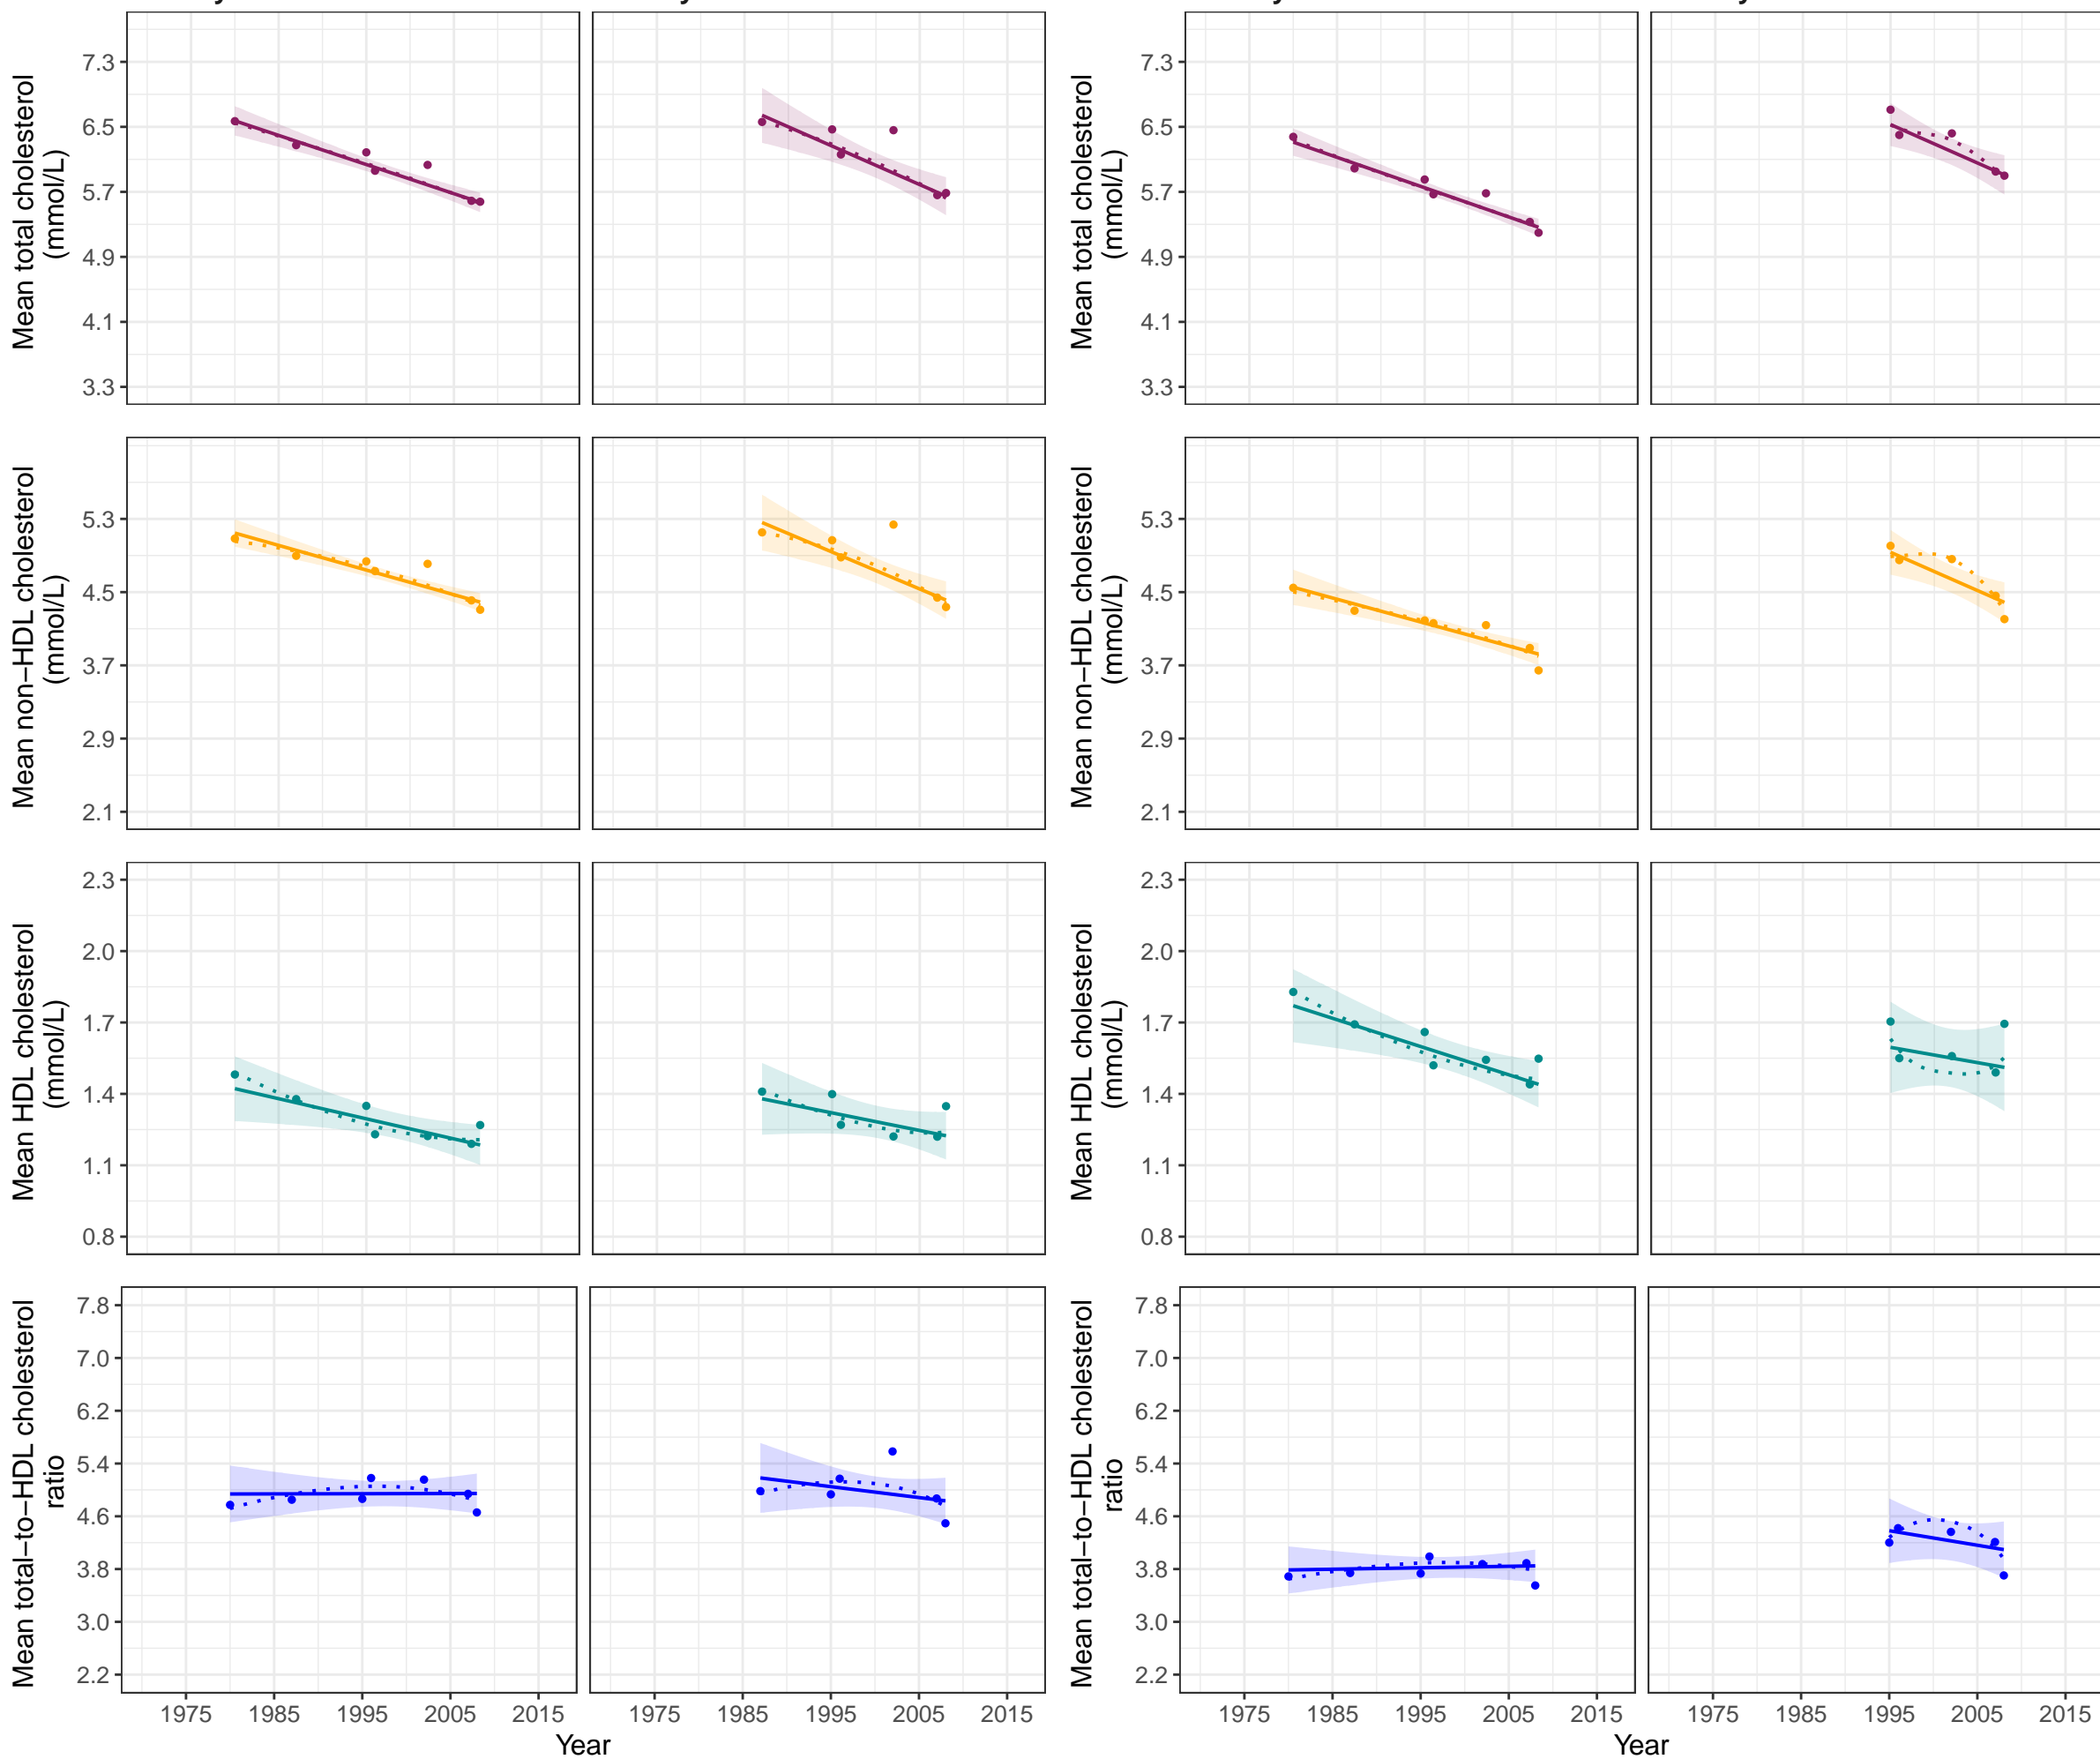 Mean total cholesterol
(mmol/L)
7.3
6.5
5.7
4.9
4.1
3.3
Mean total cholesterol
(mmol/L)
7.3
6.5
5.7
4.9
4.1
3.3
Mean non−HDL cholesterol
(mmol/L)
5.3
4.5
3.7
2.9
2.1
Mean non−HDL cholesterol
(mmol/L)
5.3
4.5
3.7
2.9
2.1
Mean HDL cholesterol
(mmol/L)
2.3
2.0
1.7
1.4
1.1
0.8
Mean HDL cholesterol
(mmol/L)
2.3
2.0
1.7
1.4
1.1
0.8
Mean total−to−HDL cholesterol
ratio
7.8
7.0
6.2
5.4
4.6
3.8
3.0
2.2
Mean total−to−HDL cholesterol
ratio
7.8
7.0
6.2
5.4
4.6
3.8
3.0
2.2
1975 1985 1995 2005 2015
1975 1985 1995 2005 2015
Year
1975 1985 1995 2005 2015
1975 1985 1995 2005 2015
Year